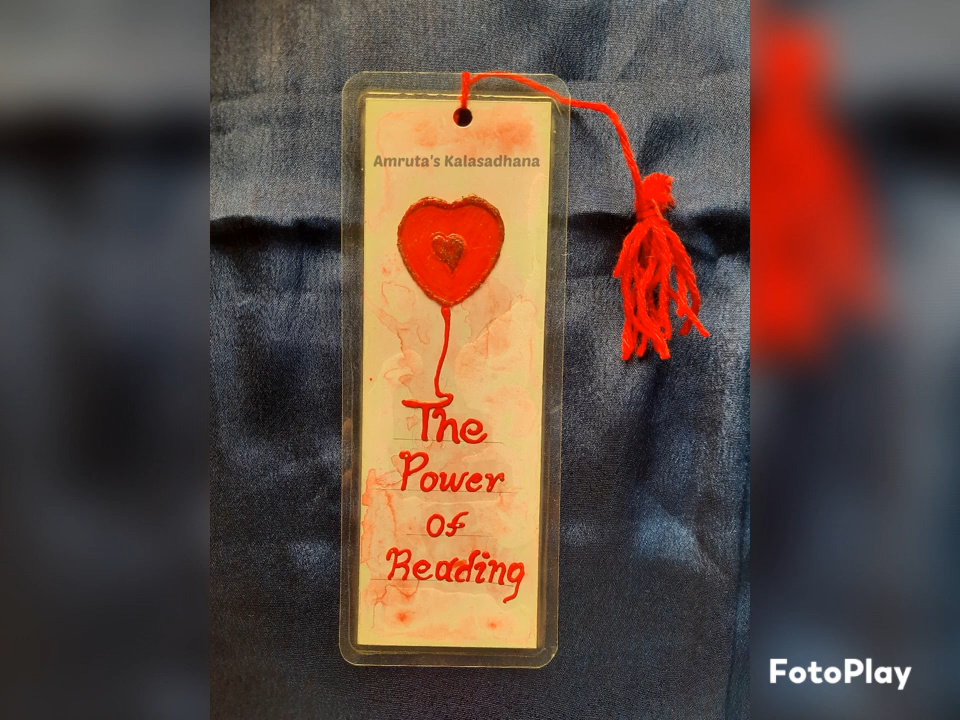 Amruta's Kalasadhana
The
Power
Of
Reading
FotoPlay